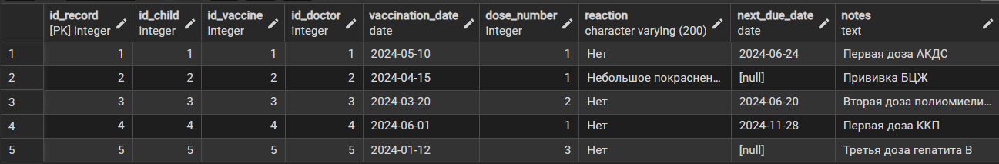 id_record id_child id_vaccine id_doctor vaccination_date dose_number reaction next_due_date notes
[PK] integer integer integer integer date integer character varying (200) date text
1 1 1 1 1 2024-05-10 1 Нет 2024-06-24 Первая доза АКДС
2 2 2 2 2 2024-04-15 1 Небольшое покраснен… [null] Прививка БЦЖ
3 3 3 3 3 2024-03-20 2 Нет 2024-06-20 Вторая доза полиомиели…
4 4 4 4 4 2024-06-01 1 Нет 2024-11-28 Первая доза ККП
5 5 5 5 5 2024-01-12 3 Нет [null] Третья доза гепатита В